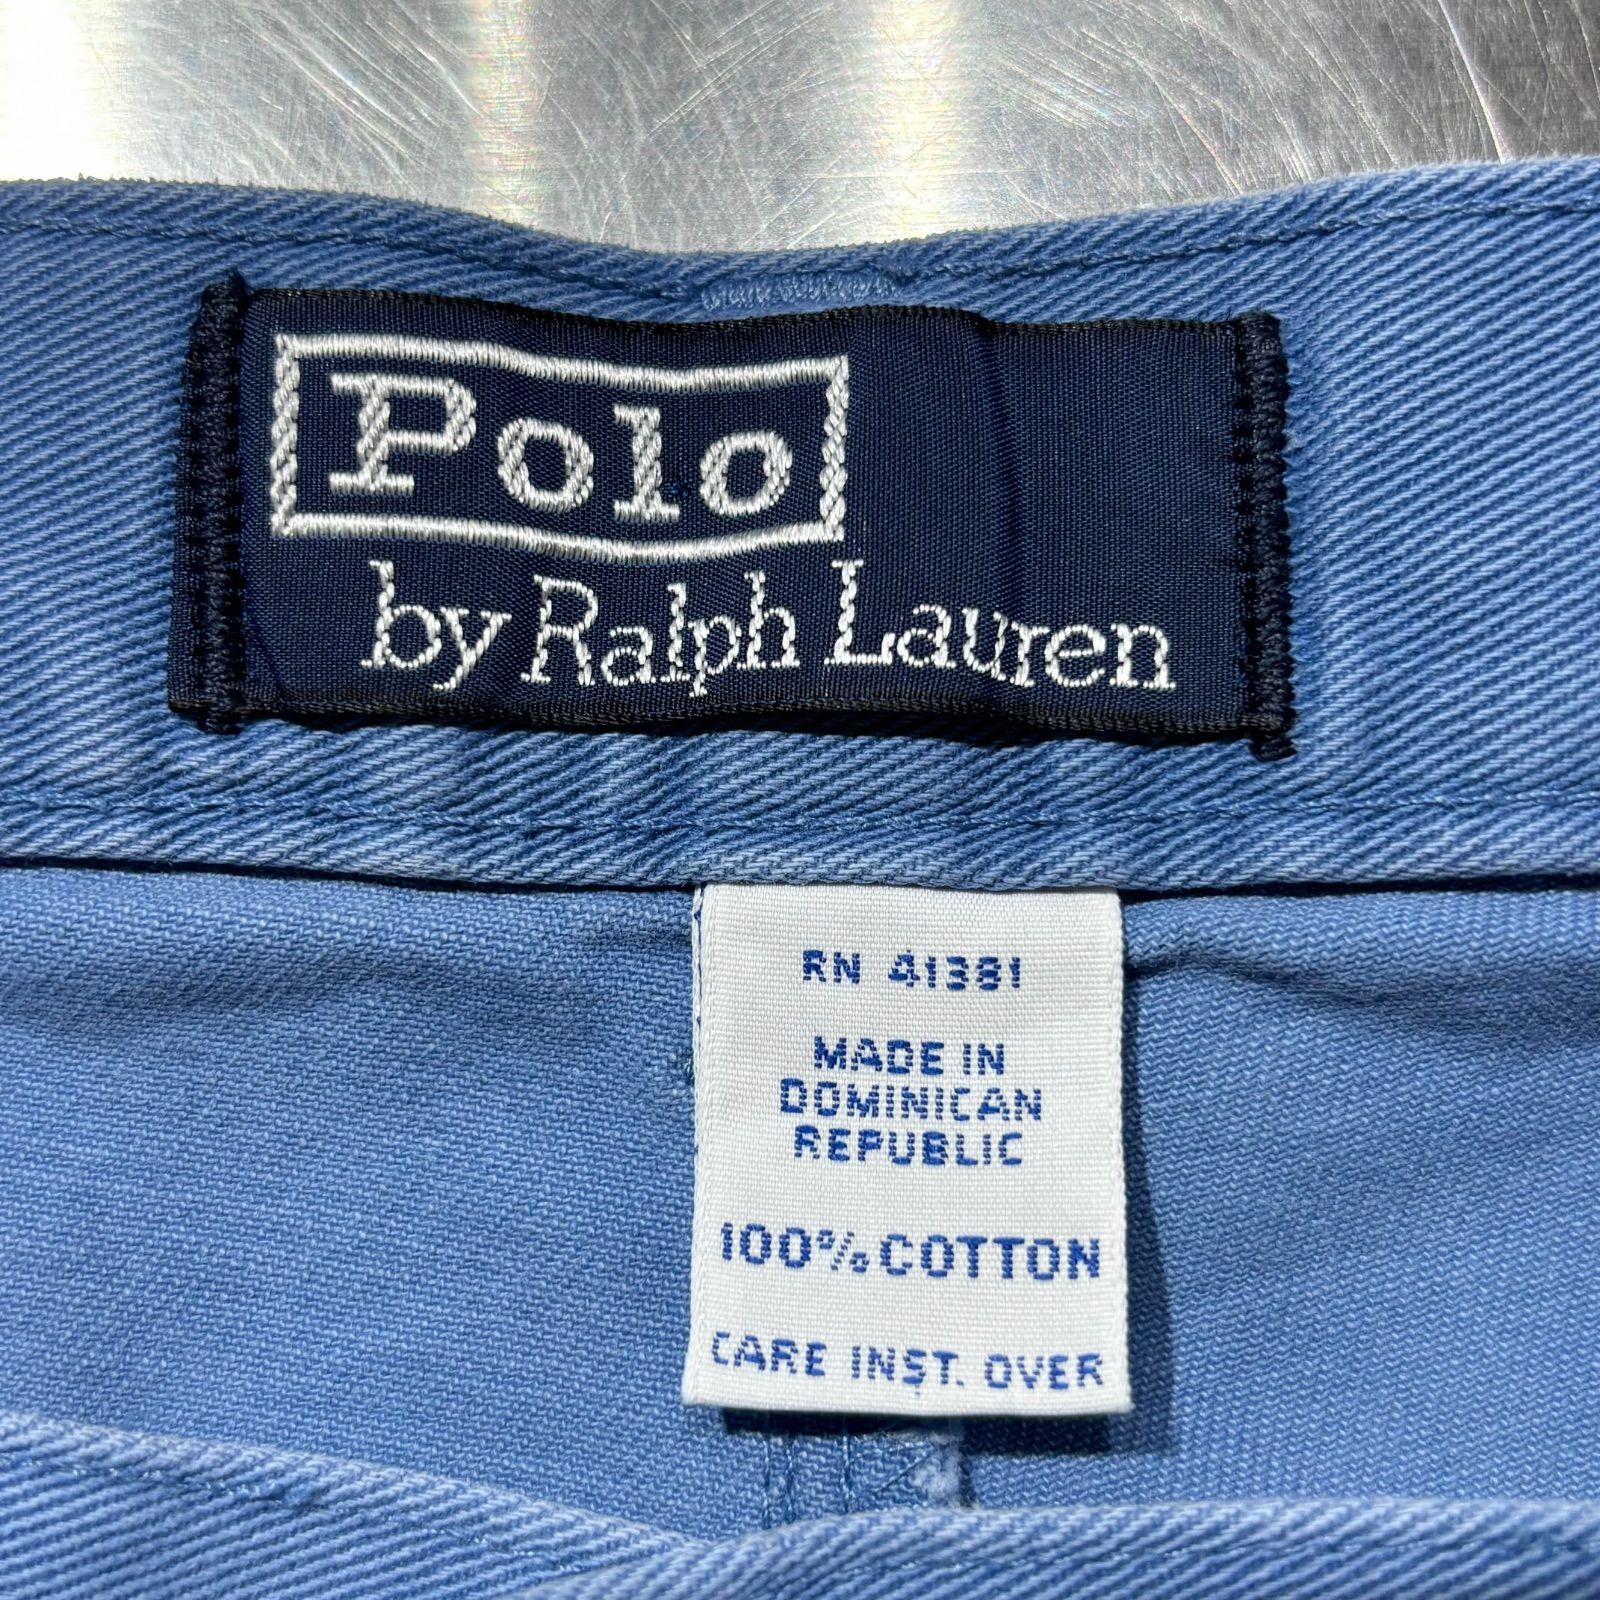 Polo
by Ralph Lauren
RN 41381
MADE IN
DOMINICAN
REPUBLIC
100% COTTON
CARE INST. OVER